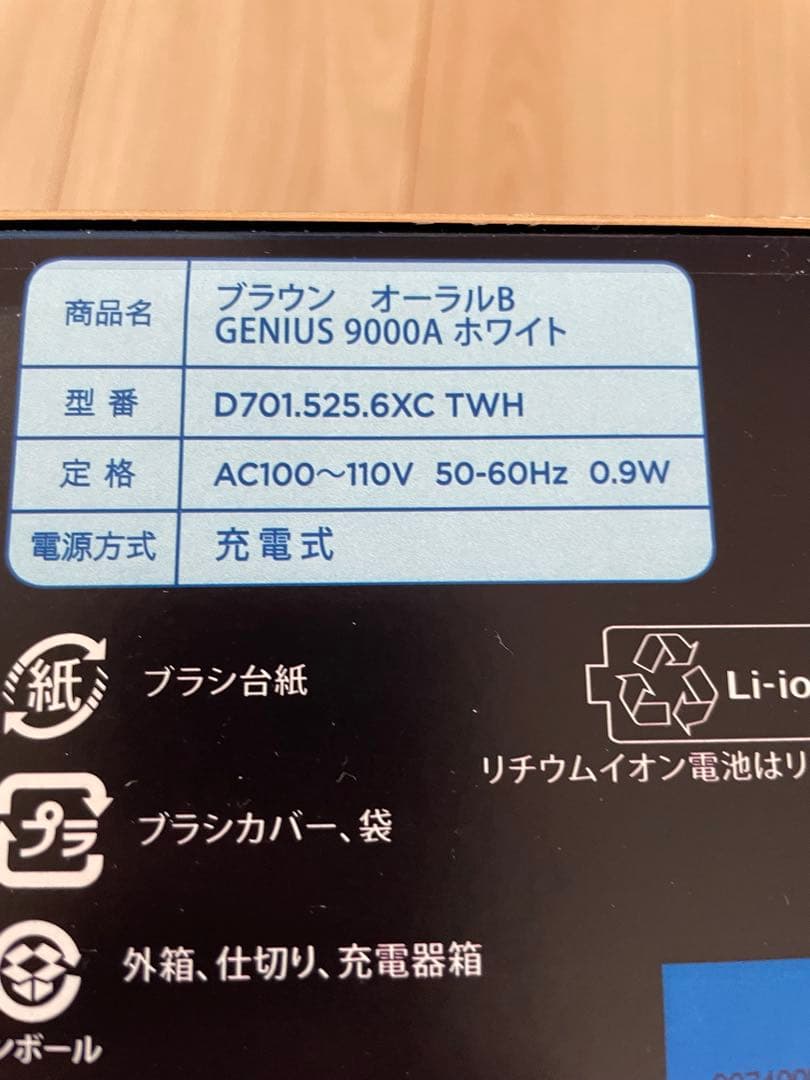 商品名 ブラウン オーラルB
GENIUS 9000A ホワイト
型番 D701.525.6XC TWH
定格 AC100〜110V 50-60Hz 0.9W
電源方式 充電式
紙 ブラシ台紙
Li-io
リチウムイオン電池はリ
プラ ブラシカバー、袋
外箱、仕切り、充電器箱
ンボール